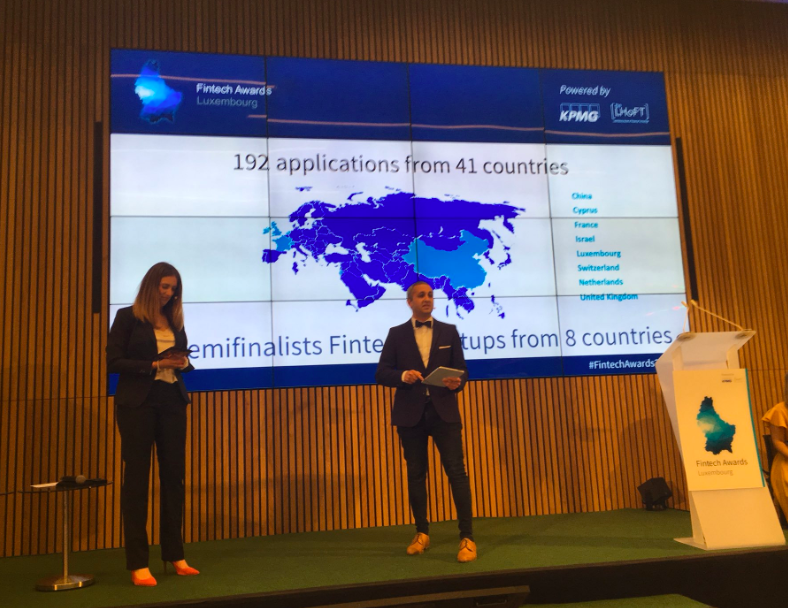 Fintech Awards
Luxembourg
Powered by
KPMG
LHoFT
192 applications from 41 countries
China
Cyprus
France
Israel
Luxembourg
Switzerland
Netherlands
United Kingdom
emifinalists Finte tups from 8 countries
#FintechAwards
Fintech Awards
Luxembourg